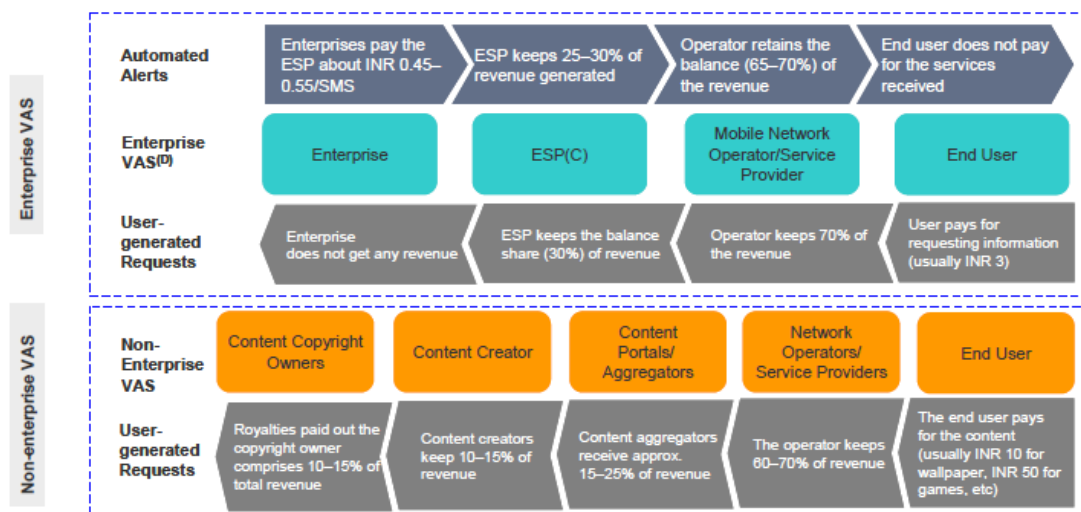 Enterprise VAS
Automated
Alerts
Enterprises pay the
ESP about INR 0.45–
0.55/SMS
ESP keeps 25–30% of
revenue generated
Operator retains the
balance (65–70%) of
the revenue
End user does not pay
for the services
received
Enterprise
VAS(D)
Enterprise
ESP(C)
Mobile Network
Operator/Service
Provider
End User
User-
generated
Requests
Enterprise
does not get any revenue
ESP keeps the balance
share (30%) of revenue
Operator keeps 70% of
the revenue
User pays for
requesting information
(usually INR 3)
Non-enterprise VAS
Non-
Enterprise
VAS
Content Copyright
Owners
Content Creator
Content
Portals/
Aggregators
Network
Operators/
Service Providers
End User
User-
generated
Requests
Royalties paid out the
copyright owner
comprises 10–15% of
total revenue
Content creators
keep 10–15% of
revenue
Content aggregators
receive approx.
15–25% of revenue
The operator keeps
60–70% of revenue
The end user pays
for the content
(usually INR 10 for
wallpaper, INR 50 for
games, etc)